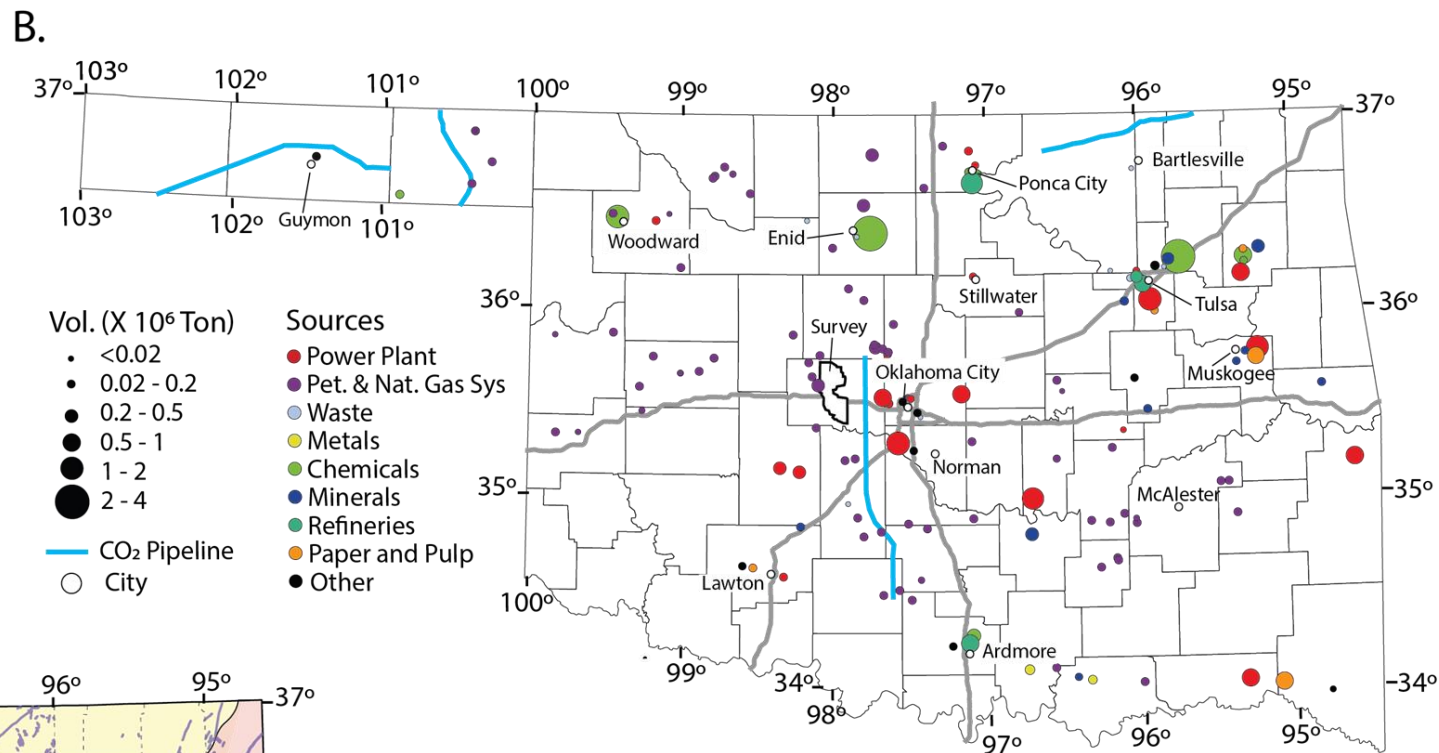 B.
103º
102º
101º
37º
100º
99º
98º
97º
96º
95º
37º
Bartlesville
Ponca City
103º
102º
Guymon
101º
Woodward
Enid
Stillwater
Tulsa
36º
36º
Vol. (X 10⁶ Ton)
<0.02
0.02 - 0.2
0.2 - 0.5
0.5 - 1
1 - 2
2 - 4
CO₂ Pipeline
City
Sources
Power Plant
Pet. & Nat. Gas Sys
Waste
Metals
Chemicals
Minerals
Refineries
Paper and Pulp
Other
Survey
Oklahoma City
Muskogee
Norman
McAlester
35º
35º
Lawton
100º
Ardmore
99º
34º
98º
97º
96º
95º
34º
96º
95º
37º